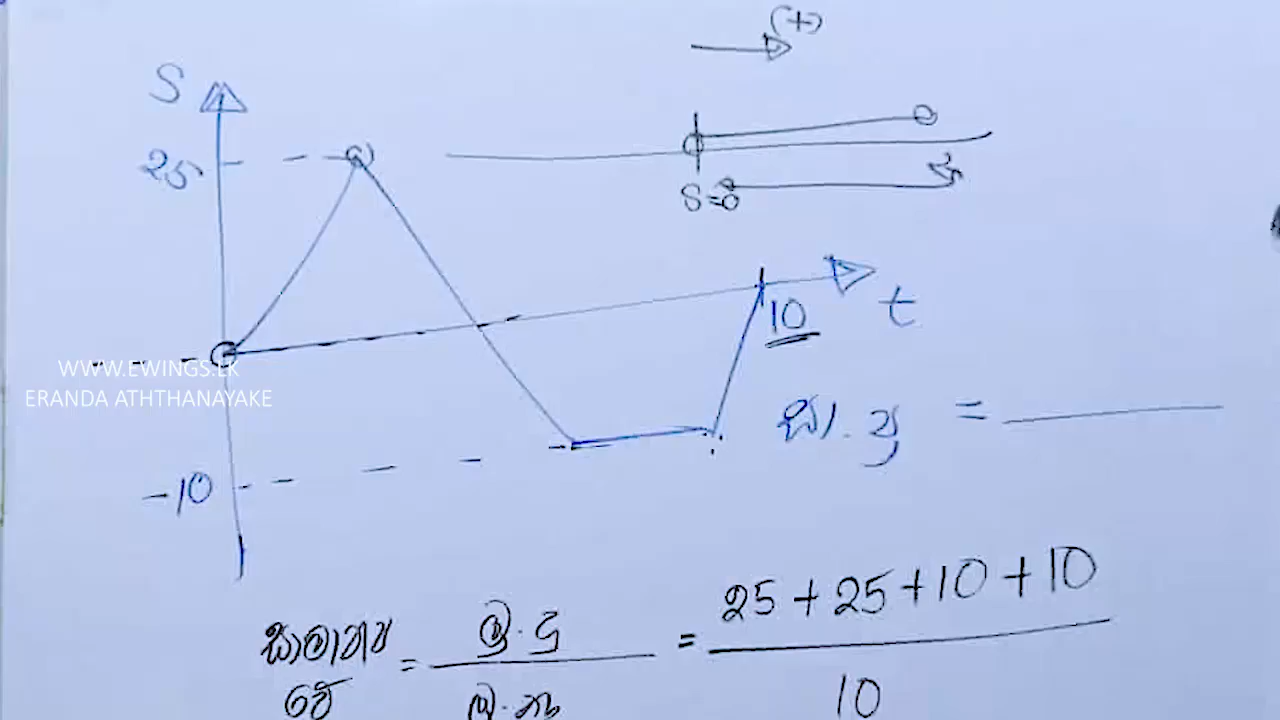 (+)
S
25
S=0
10
t
WWW.EWINGS.LK
ERANDA ATHTHANAYAKE
සා.ප්‍ර =
-10
25 + 25 + 10 + 10
සාමාන්‍ය = මු.දු =
වේ මු.කා 10